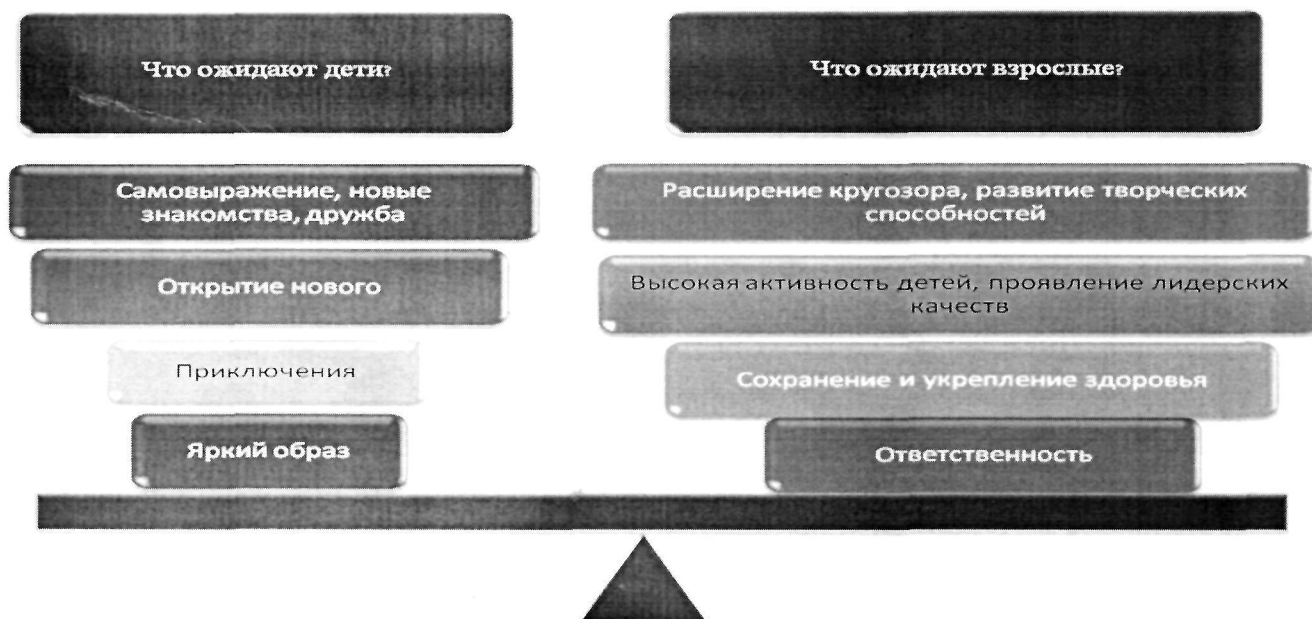 Что ожидают дети?
Что ожидают взрослые?
Самовыражение, новые
знакомства, дружба
Открытие нового
Приключения
Яркий образ
Расширение кругозора, развитие творческих
способностей
Высокая активность детей, проявление лидерских
качеств
Сохранение и укрепление здоровья
Ответственность